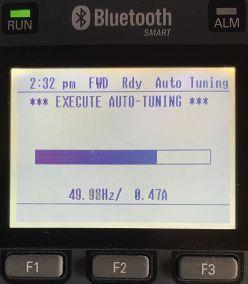 Bluetooth
SMART
RUN
ALM
2:32 pm FWD Rdy Auto Tuning
*** EXECUTE AUTO-TUNING ***
49.98Hz/ 0.47A
F1
F2
F3